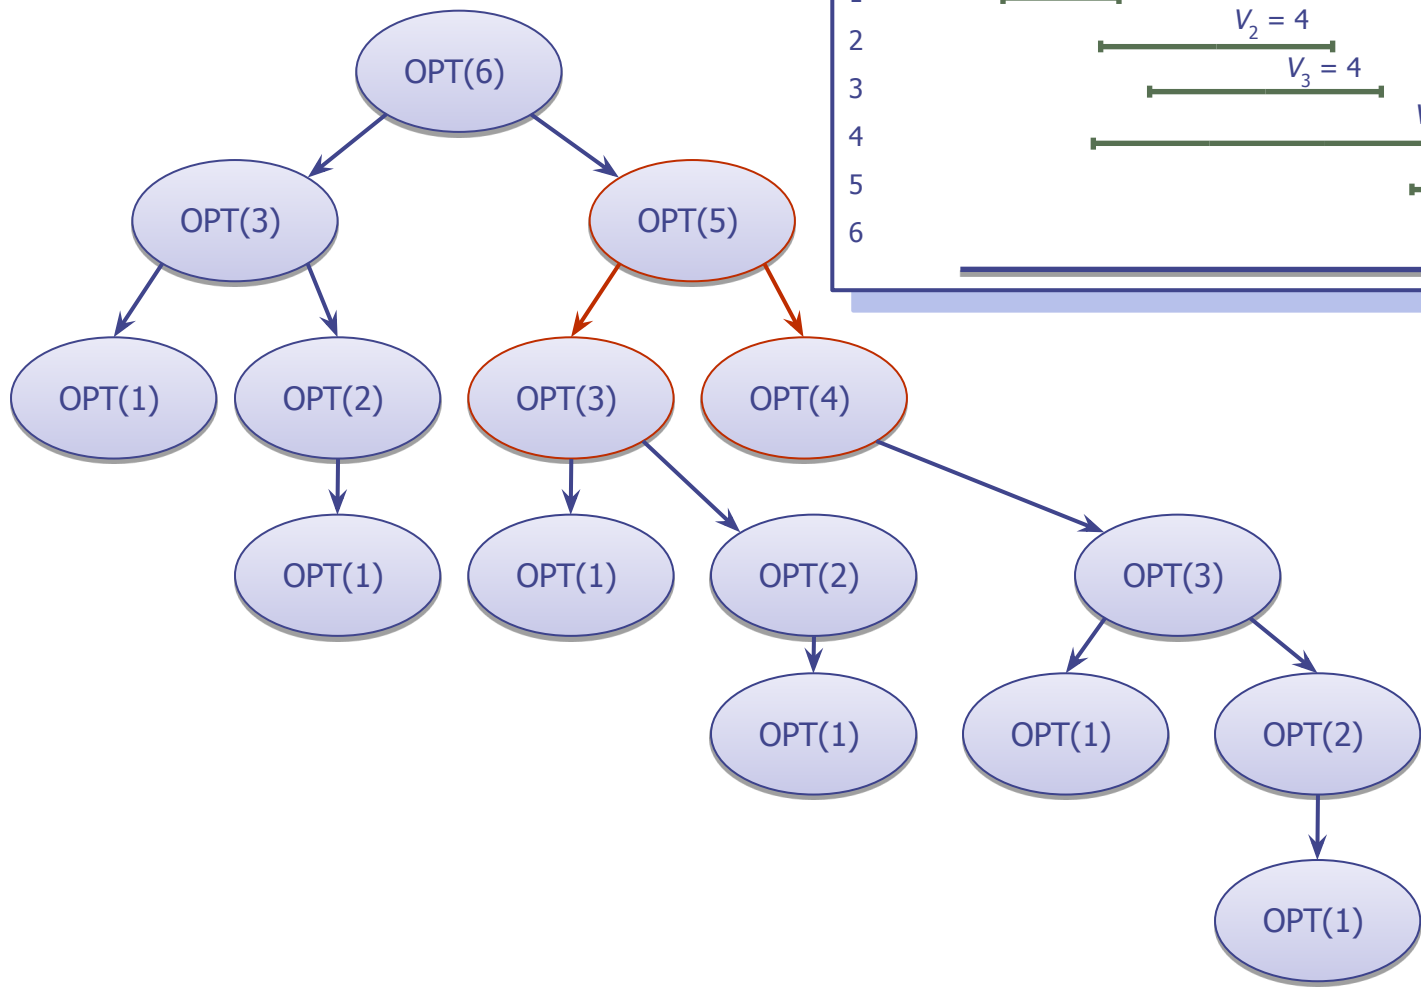 OPT(6)
OPT(3)
OPT(5)
OPT(1)
OPT(2)
OPT(3)
OPT(4)
OPT(1)
OPT(1)
OPT(2)
OPT(3)
OPT(1)
OPT(1)
OPT(2)
OPT(1)
V2 = 4
2
V3 = 4
3
4
5
6